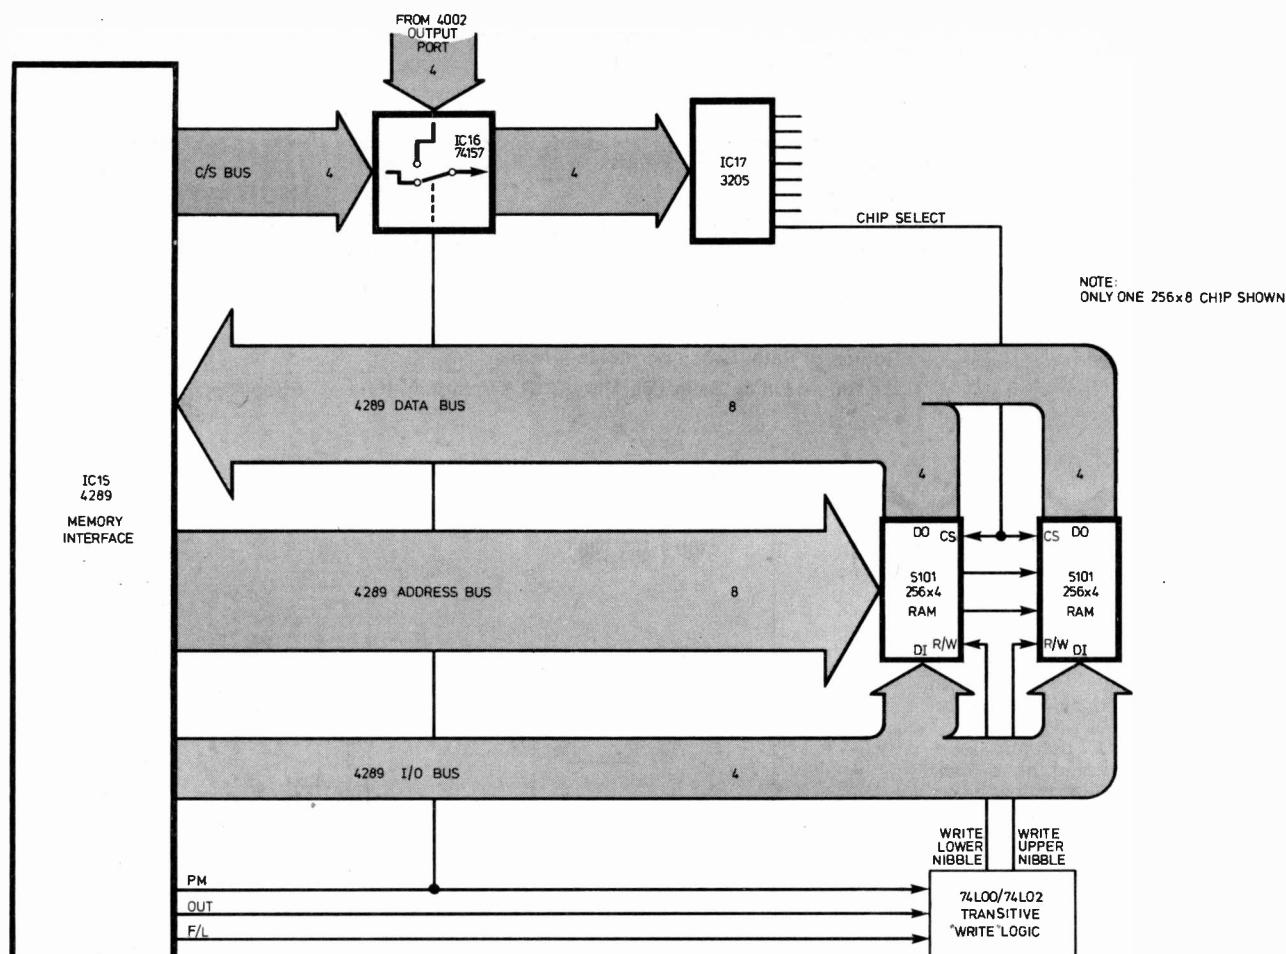 FROM 4002
OUTPUT
PORT
4
C/S BUS
4
IC16
74157
4
IC17
3205
CHIP SELECT
NOTE:
ONLY ONE 256x8 CHIP SHOWN
4289 DATA BUS
8
4
4
IC15
4289
MEMORY
INTERFACE
4289 ADDRESS BUS
8
DO
CS
5101
256x4
RAM
R/W
DI
CS
DO
5101
256x4
RAM
R/W
DI
4289 I/O BUS
4
WRITE
LOWER
NIBBLE
WRITE
UPPER
NIBBLE
PM
OUT
F/L
74L00/74L02
TRANSITIVE
"WRITE" LOGIC